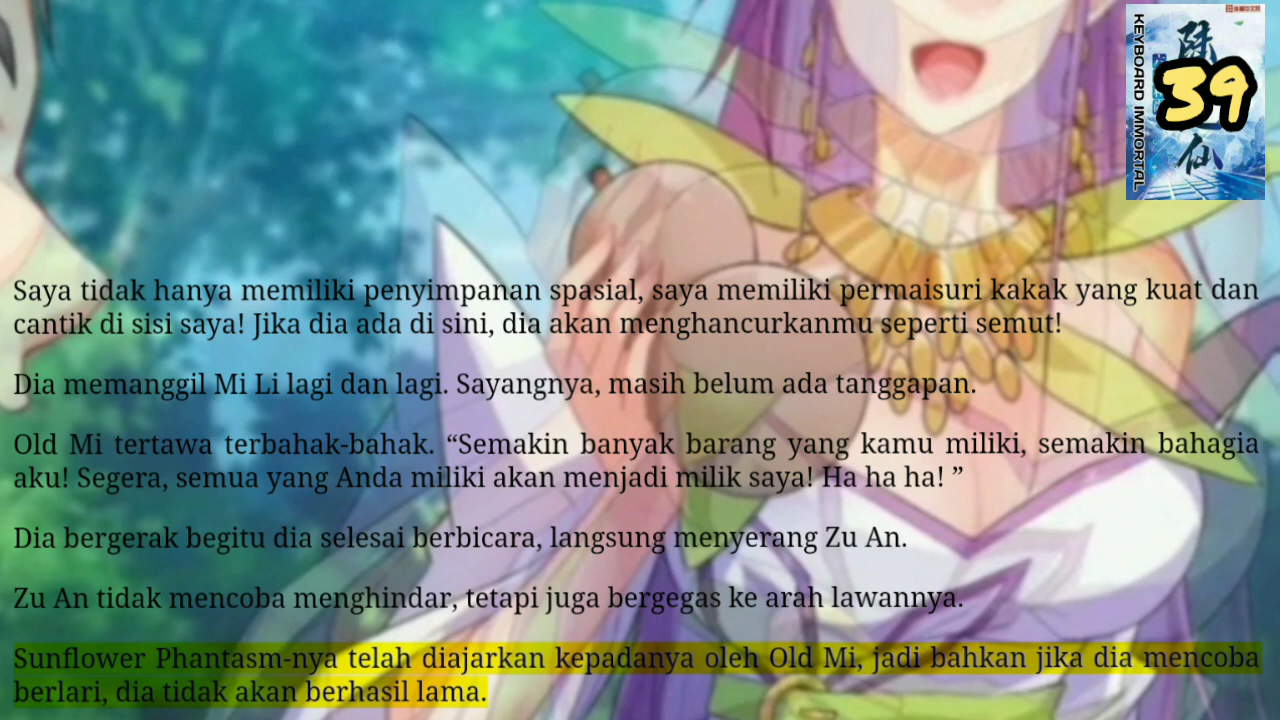 KEYBOARD IMMORTAL
39
仙
Saya tidak hanya memiliki penyimpanan spasial, saya memiliki permaisuri kakak yang kuat dan
cantik di sisi saya! Jika dia ada di sini, dia akan menghancurkanmu seperti semut!
Dia memanggil Mi Li lagi dan lagi. Sayangnya, masih belum ada tanggapan.
Old Mi tertawa terbahak-bahak. “Semakin banyak barang yang kamu miliki, semakin bahagia
aku! Segera, semua yang Anda miliki akan menjadi milik saya! Ha ha ha! ”
Dia bergerak begitu dia selesai berbicara, langsung menyerang Zu An.
Zu An tidak mencoba menghindar, tetapi juga bergegas ke arah lawannya.
Sunflower Phantasm-nya telah diajarkan kepadanya oleh Old Mi, jadi bahkan jika dia mencoba
berlari, dia tidak akan berhasil lama.